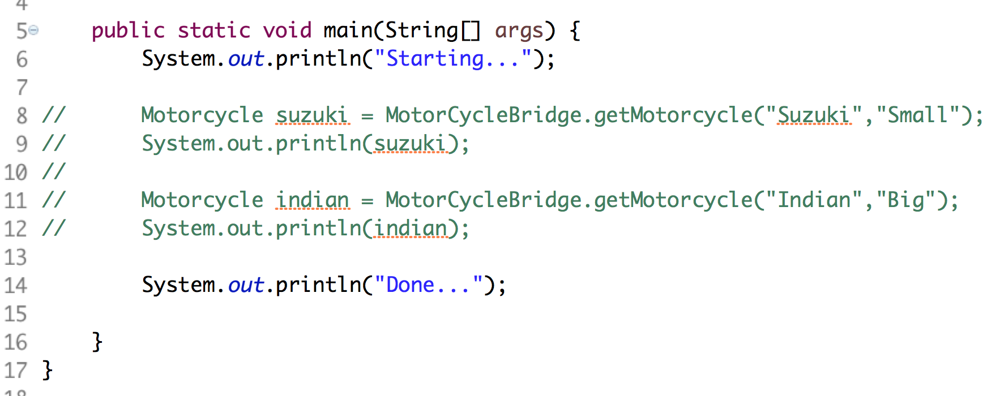 4
5 public static void main(String[] args) {
6 System.out.println("Starting...");
7
8 // Motorcycle suzuki = MotorCycleBridge.getMotorcycle("Suzuki","Small");
9 // System.out.println(suzuki);
10 //
11 // Motorcycle indian = MotorCycleBridge.getMotorcycle("Indian","Big");
12 // System.out.println(indian);
13
14 System.out.println("Done...");
15
16 }
17 }
18